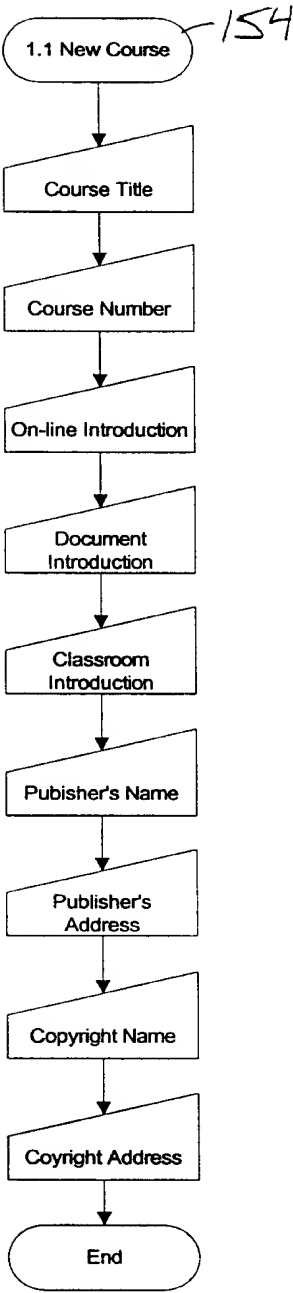 1.1 New Course
154
Course Title
Course Number
On-line Introduction
Document
Introduction
Classroom
Introduction
Pubisher's Name
Publisher's
Address
Copyright Name
Coyright Address
End